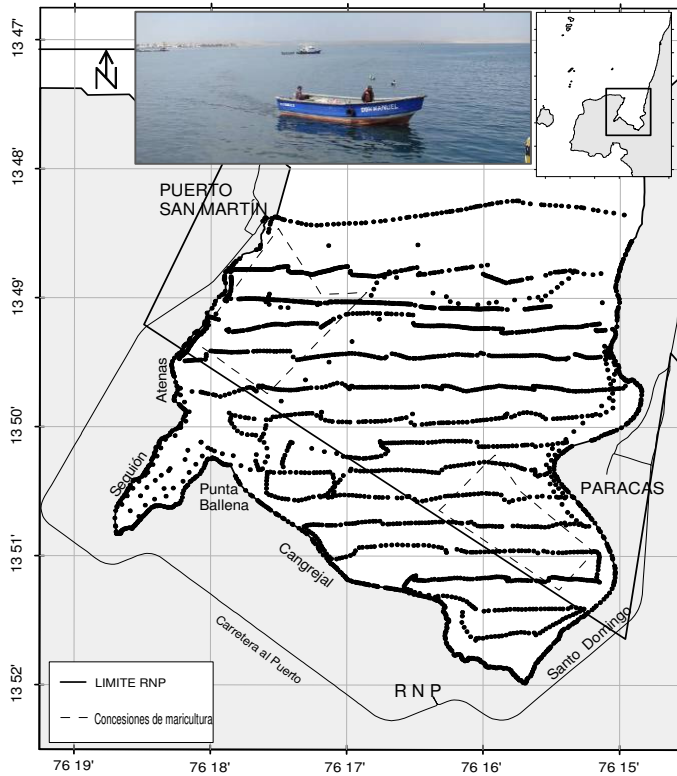 13 47'
13 48'
13 49'
13 50'
13 51'
13 52'
N
DON MANUEL
PUERTO
SAN MARTÍN
Atenas
Sequión
Punta
Ballena
PARACAS
Cangrejal
Carretera al Puerto
Santo Domingo
R N P
LIMITE RNP
Concesiones de maricultura
76 19'
76 18'
76 17'
76 16'
76 15'